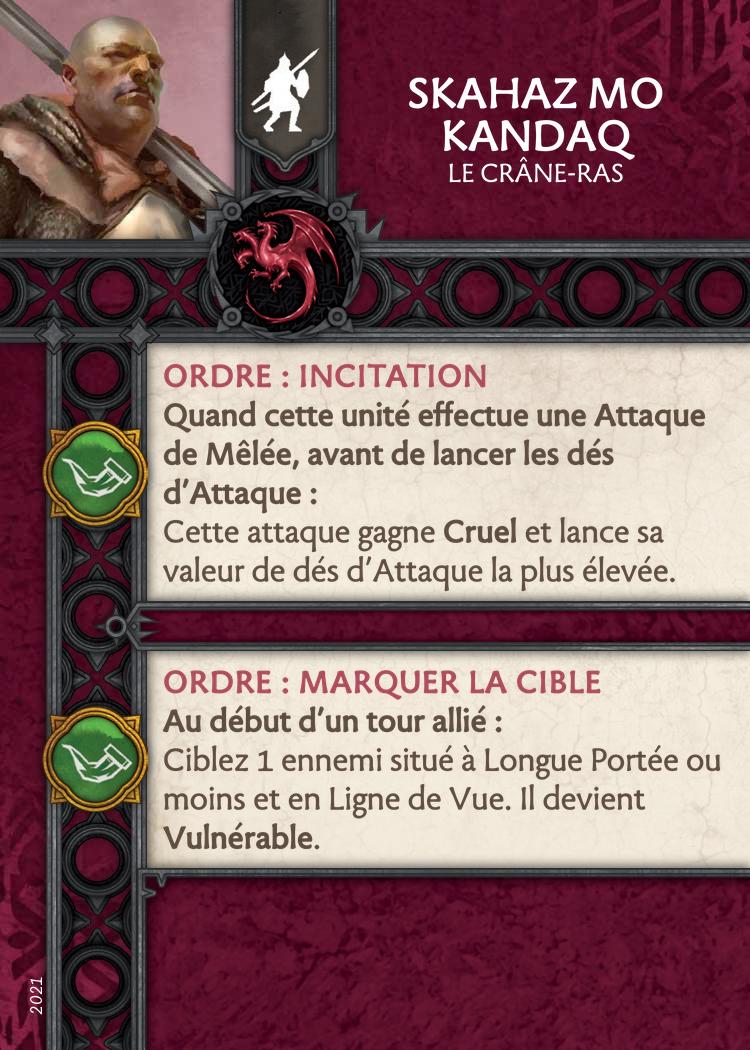 SKAHAZ MO
KANDAQ
LE CRÂNE-RAS
ORDRE : INCITATION
Quand cette unité effectue une Attaque
de Mêlée, avant de lancer les dés
d'Attaque :
Cette attaque gagne Cruel et lance sa
valeur de dés d'Attaque la plus élevée.
ORDRE : MARQUER LA CIBLE
Au début d'un tour allié :
Ciblez 1 ennemi situé à Longue Portée ou
moins et en Ligne de Vue. Il devient
Vulnérable.
2021